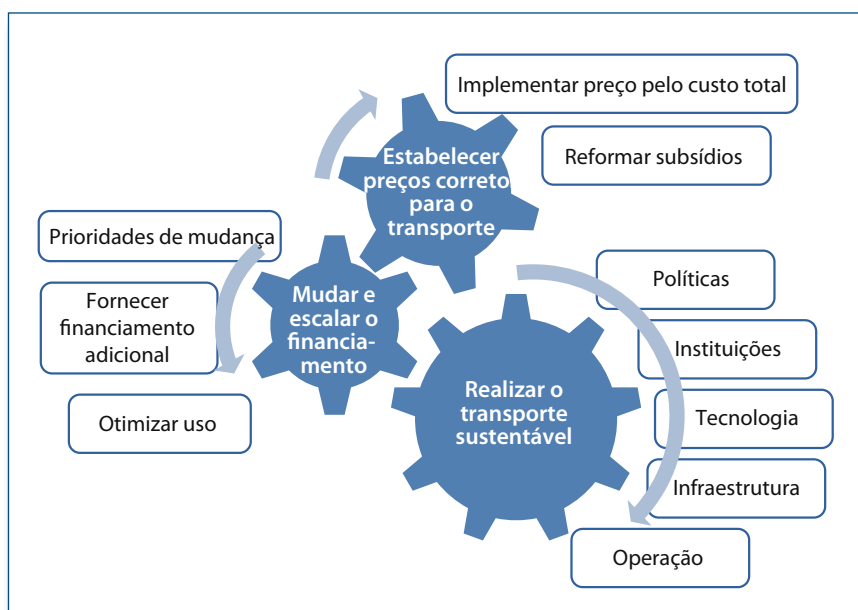 Implementar preço pelo custo total
Reformar subsídios
Estabelecer
preços correto
para o
transporte
Prioridades de mudança
Fornecer
financiamento
adicional
Otimizar uso
Mudar e
escalar o
financia-
mento
Realizar o
transporte
sustentável
Políticas
Instituições
Tecnologia
Infraestrutura
Operação